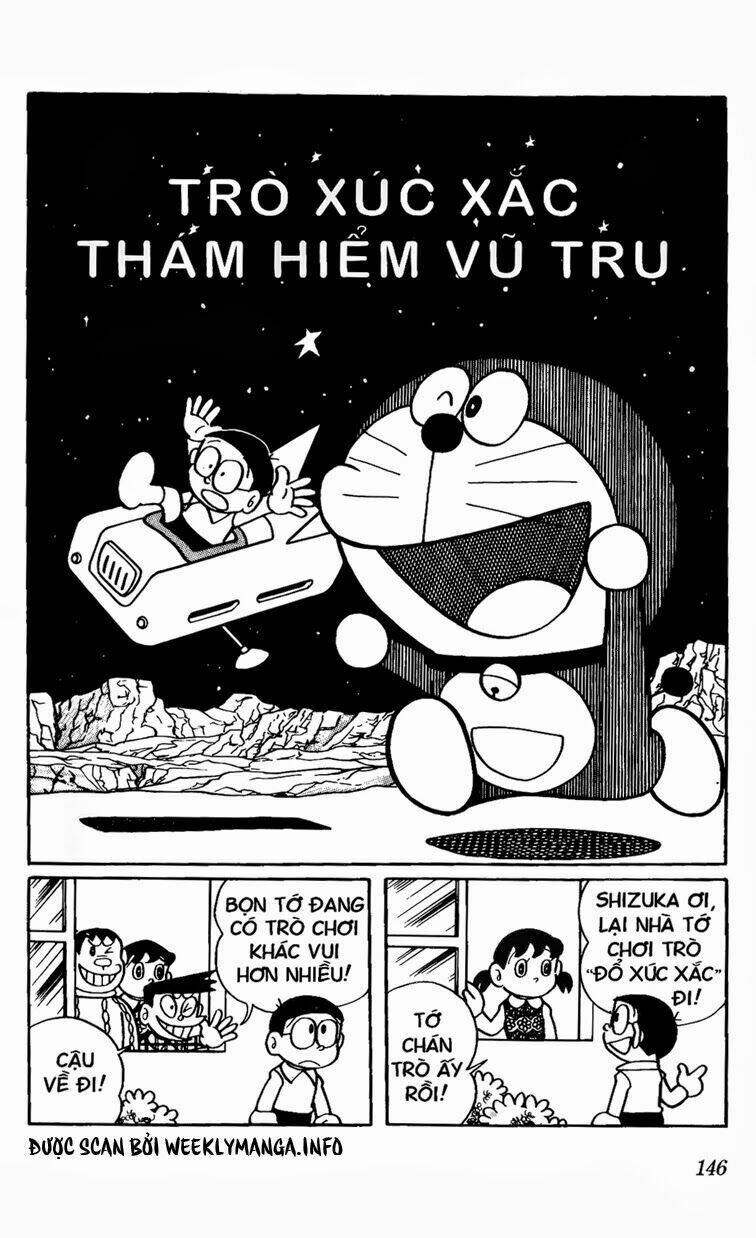 TRÒ XÚC XẮC
THÁM HIỂM VŨ TRỤ
SHIZUKA ƠI,
LẠI NHÀ TỚ
CHƠI TRÒ
“ĐỔ XÚC XẮC”
ĐI!
TỚ
CHÁN
TRÒ ẤY
RỒI!
BỌN TỚ ĐANG
CÓ TRÒ CHƠI
KHÁC VUI
HƠN NHIỀU!
CẬU
VỀ ĐI!
ĐƯỢC SCAN BỞI WEEKLYMANGA.INFO
146